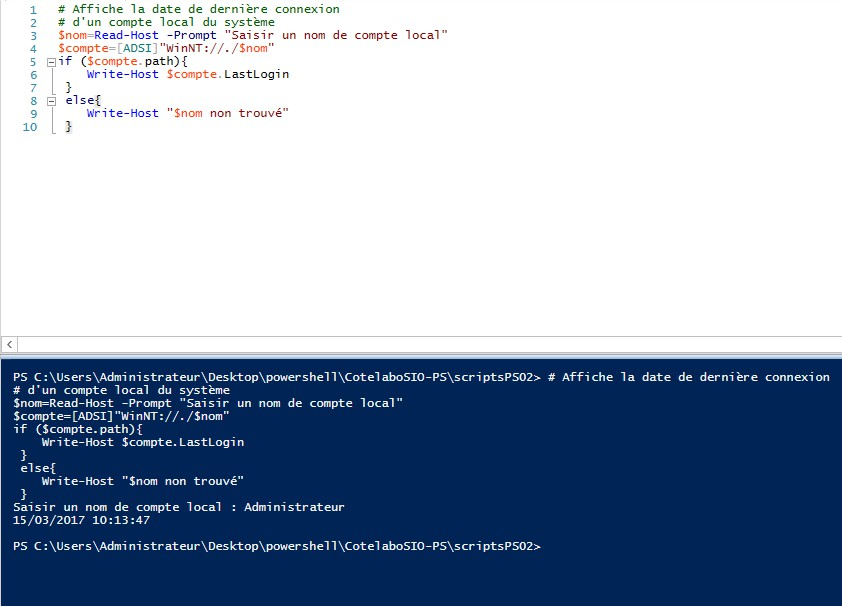 1 # Affiche la date de dernière connexion
2 # d'un compte local du système
3 $nom=Read-Host -Prompt "Saisir un nom de compte local"
4 $compte=[ADSI]"WinNT://./$nom"
5 if ($compte.path){
6 Write-Host $compte.LastLogin
7 }
8 else{
9 Write-Host "$nom non trouvé"
10 }
PS C:\Users\Administrateur\Desktop\powershell\CotelaboSIO-PS\scriptsPS02> # Affiche la date de dernière connexion
# d'un compte local du système
$nom=Read-Host -Prompt "Saisir un nom de compte local"
$compte=[ADSI]"WinNT://./$nom"
if ($compte.path){
Write-Host $compte.LastLogin
}
else{
Write-Host "$nom non trouvé"
}
Saisir un nom de compte local : Administrateur
15/03/2017 10:13:47
PS C:\Users\Administrateur\Desktop\powershell\CotelaboSIO-PS\scriptsPS02>